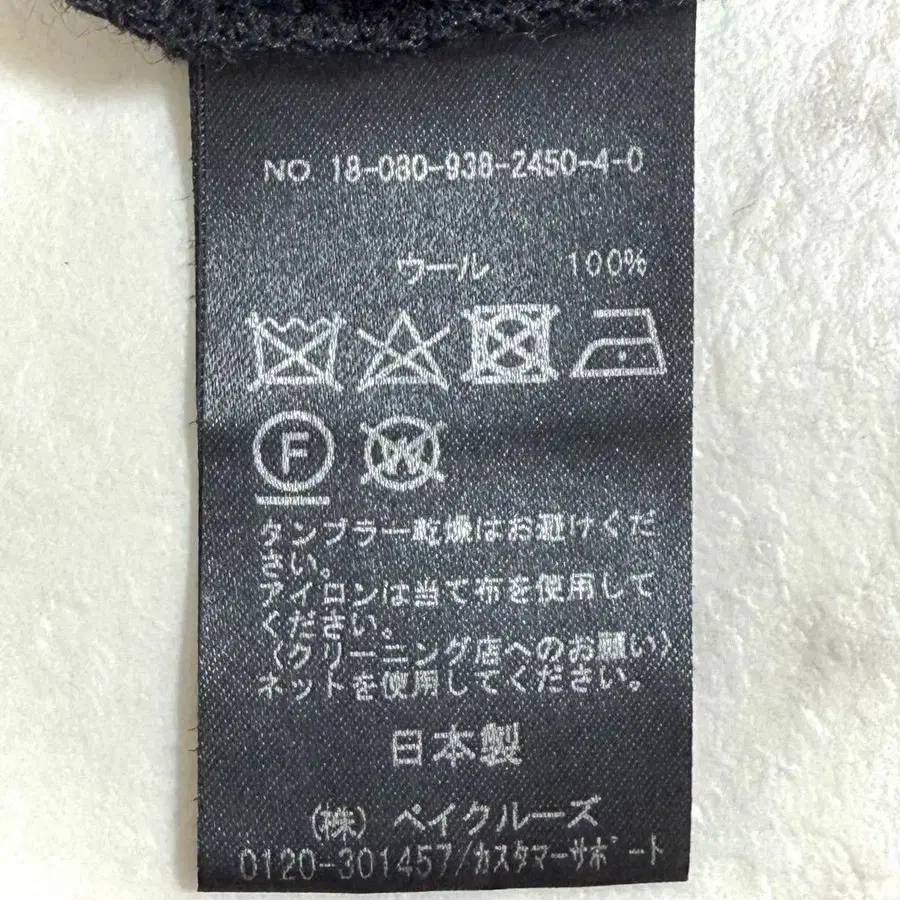 NO 18-080-938-2450-4-0
ウール 100%
F W
タンブラー乾燥はお避けくだ
さい。
アイロンは当て布を使用して
ください。
〈クリーニング店へのお願い〉
ネットを使用してください。
日本製
(株) ベイクルーズ
0120-301457/カスタマーサポート